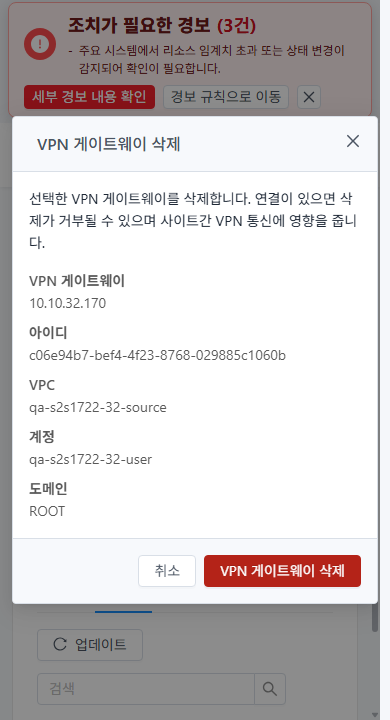 조치가 필요한 경보 (3건)
- 주요 시스템에서 리소스 임계치 초과 또는 상태 변경이
감지되어 확인이 필요합니다.
세부 경보 내용 확인
경보 규칙으로 이동
VPN 게이트웨이 삭제
선택한 VPN 게이트웨이를 삭제합니다. 연결이 있으면 삭
제가 거부될 수 있으며 사이트간 VPN 통신에 영향을 줍니
다.
VPN 게이트웨이
10.10.32.170
아이디
c06e94b7-bef4-4f23-8768-029885c1060b
VPC
qa-s2s1722-32-source
계정
qa-s2s1722-32-user
도메인
ROOT
취소
VPN 게이트웨이 삭제
업데이트
검색